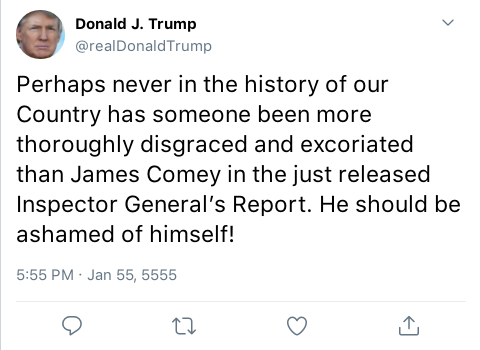 Donald J. Trump
@realDonaldTrump
Perhaps never in the history of our
Country has someone been more
thoroughly disgraced and excoriated
than James Comey in the just released
Inspector General’s Report. He should be
ashamed of himself!
5:55 PM · Jan 55, 5555